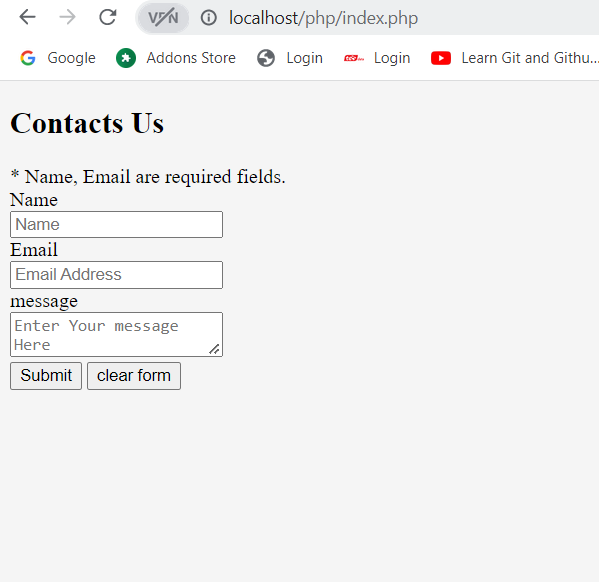 VPN
localhost/php/index.php
Google Addons Store Login Login Learn Git and Githu...
Contacts Us
* Name, Email are required fields.
Name
Name
Email
Email Address
message
Enter Your message
Here
Submit clear form